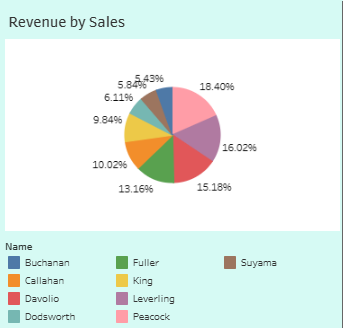 Revenue by Sales
5.43%
5.84%
18.40%
6.11%
9.84%
16.02%
10.02%
13.16%
15.18%
Name
Buchanan Fuller Suyama
Callahan King
Davolio Leverling
Dodsworth Peacock